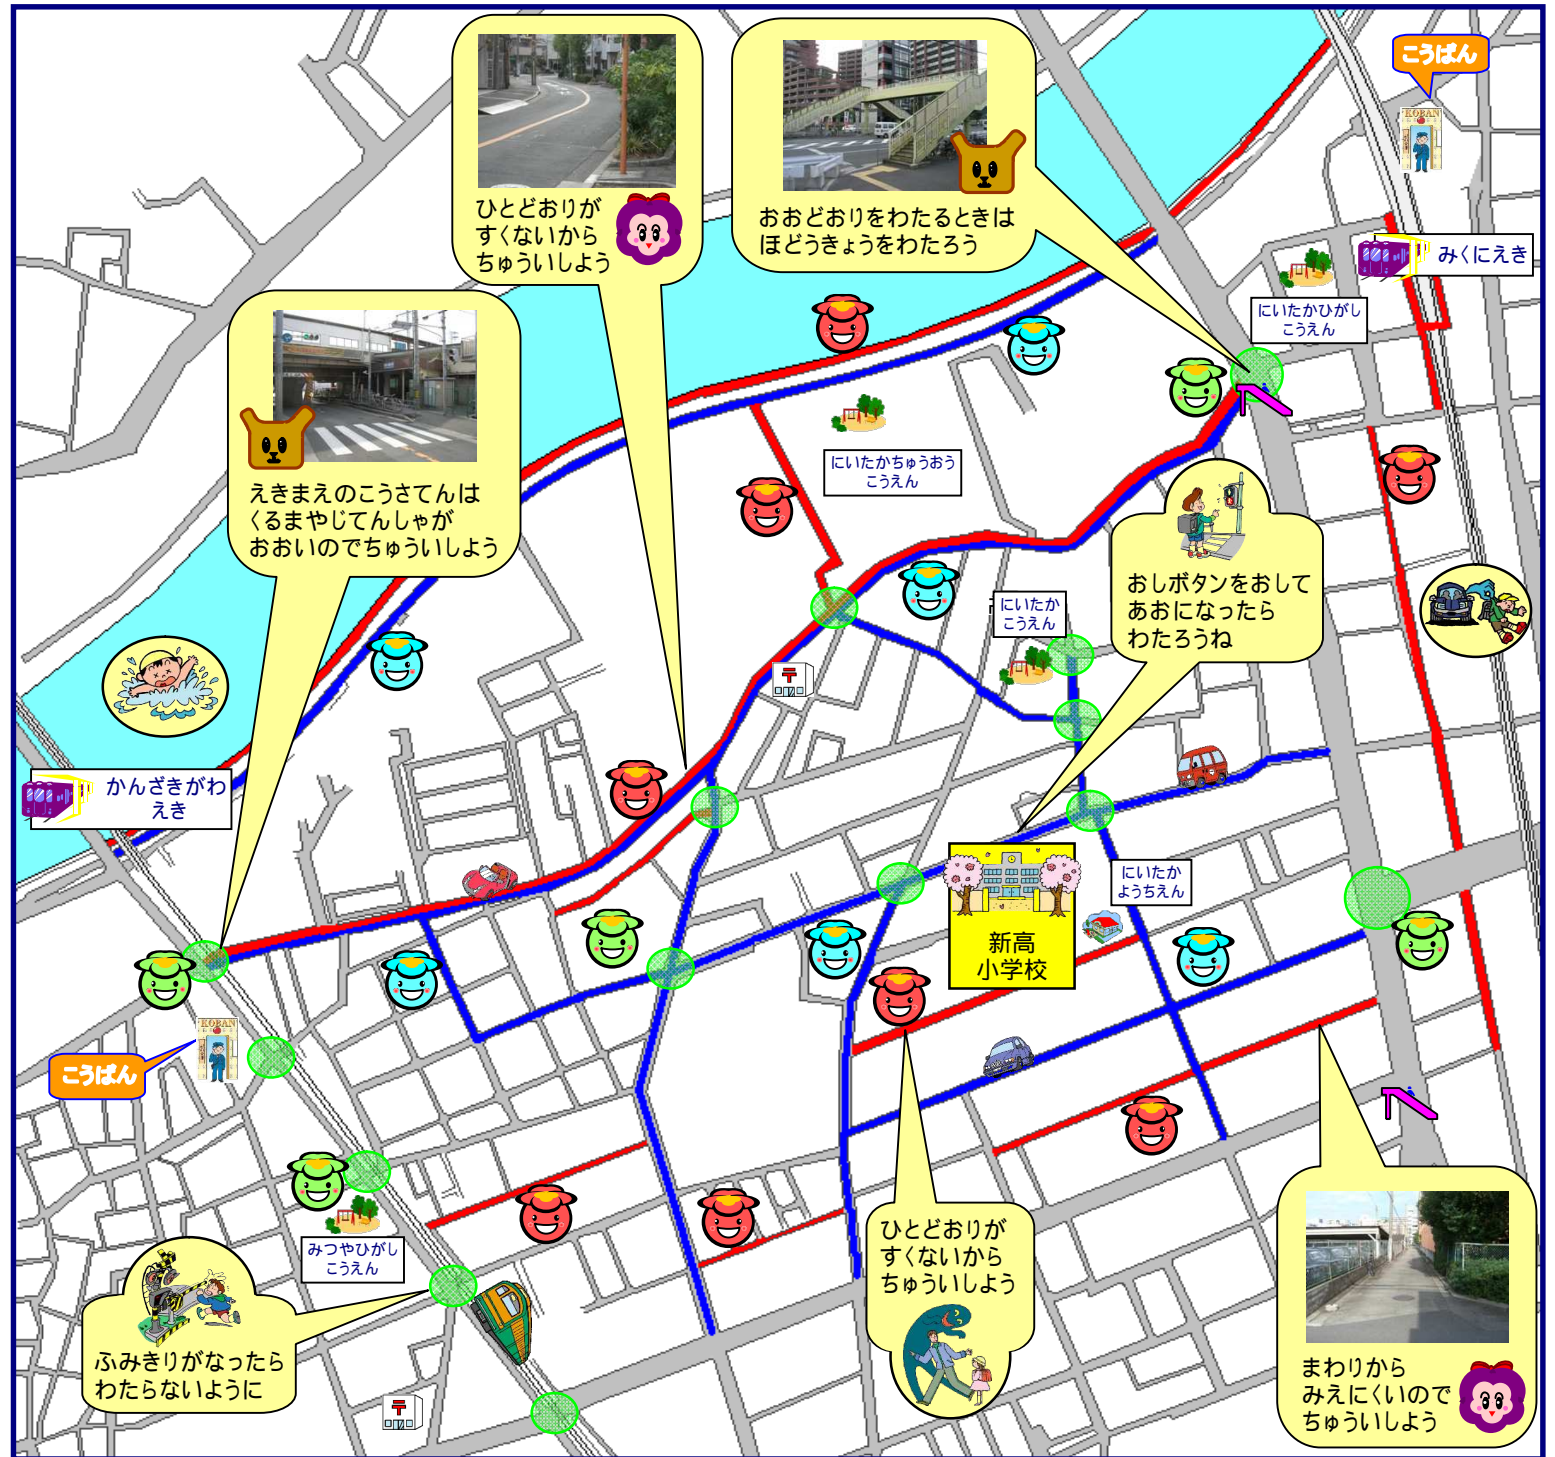 こうばん
KOBAN
ひとどおりが
すくないから
ちゅういしよう
おおどおりをわたるときは
ほどうきょうをわたろう
みくにえき
にいたかひがし
こうえん
えきまえのこうさてんは
くるまやじてんしゃが
おおいのでちゅういしよう
にいたかちゅうおう
こうえん
おしボタンをおして
あおになったら
わたろうね
にいたか
こうえん
〒
かんざきがわ
えき
にいたか
ようちえん
新高
小学校
KOBAN
こうばん
みつやひがし
こうえん
ふみきりがなったら
わたらないように
〒
ひとどおりが
すくないから
ちゅういしよう
まわりから
みえにくいので
ちゅういしよう